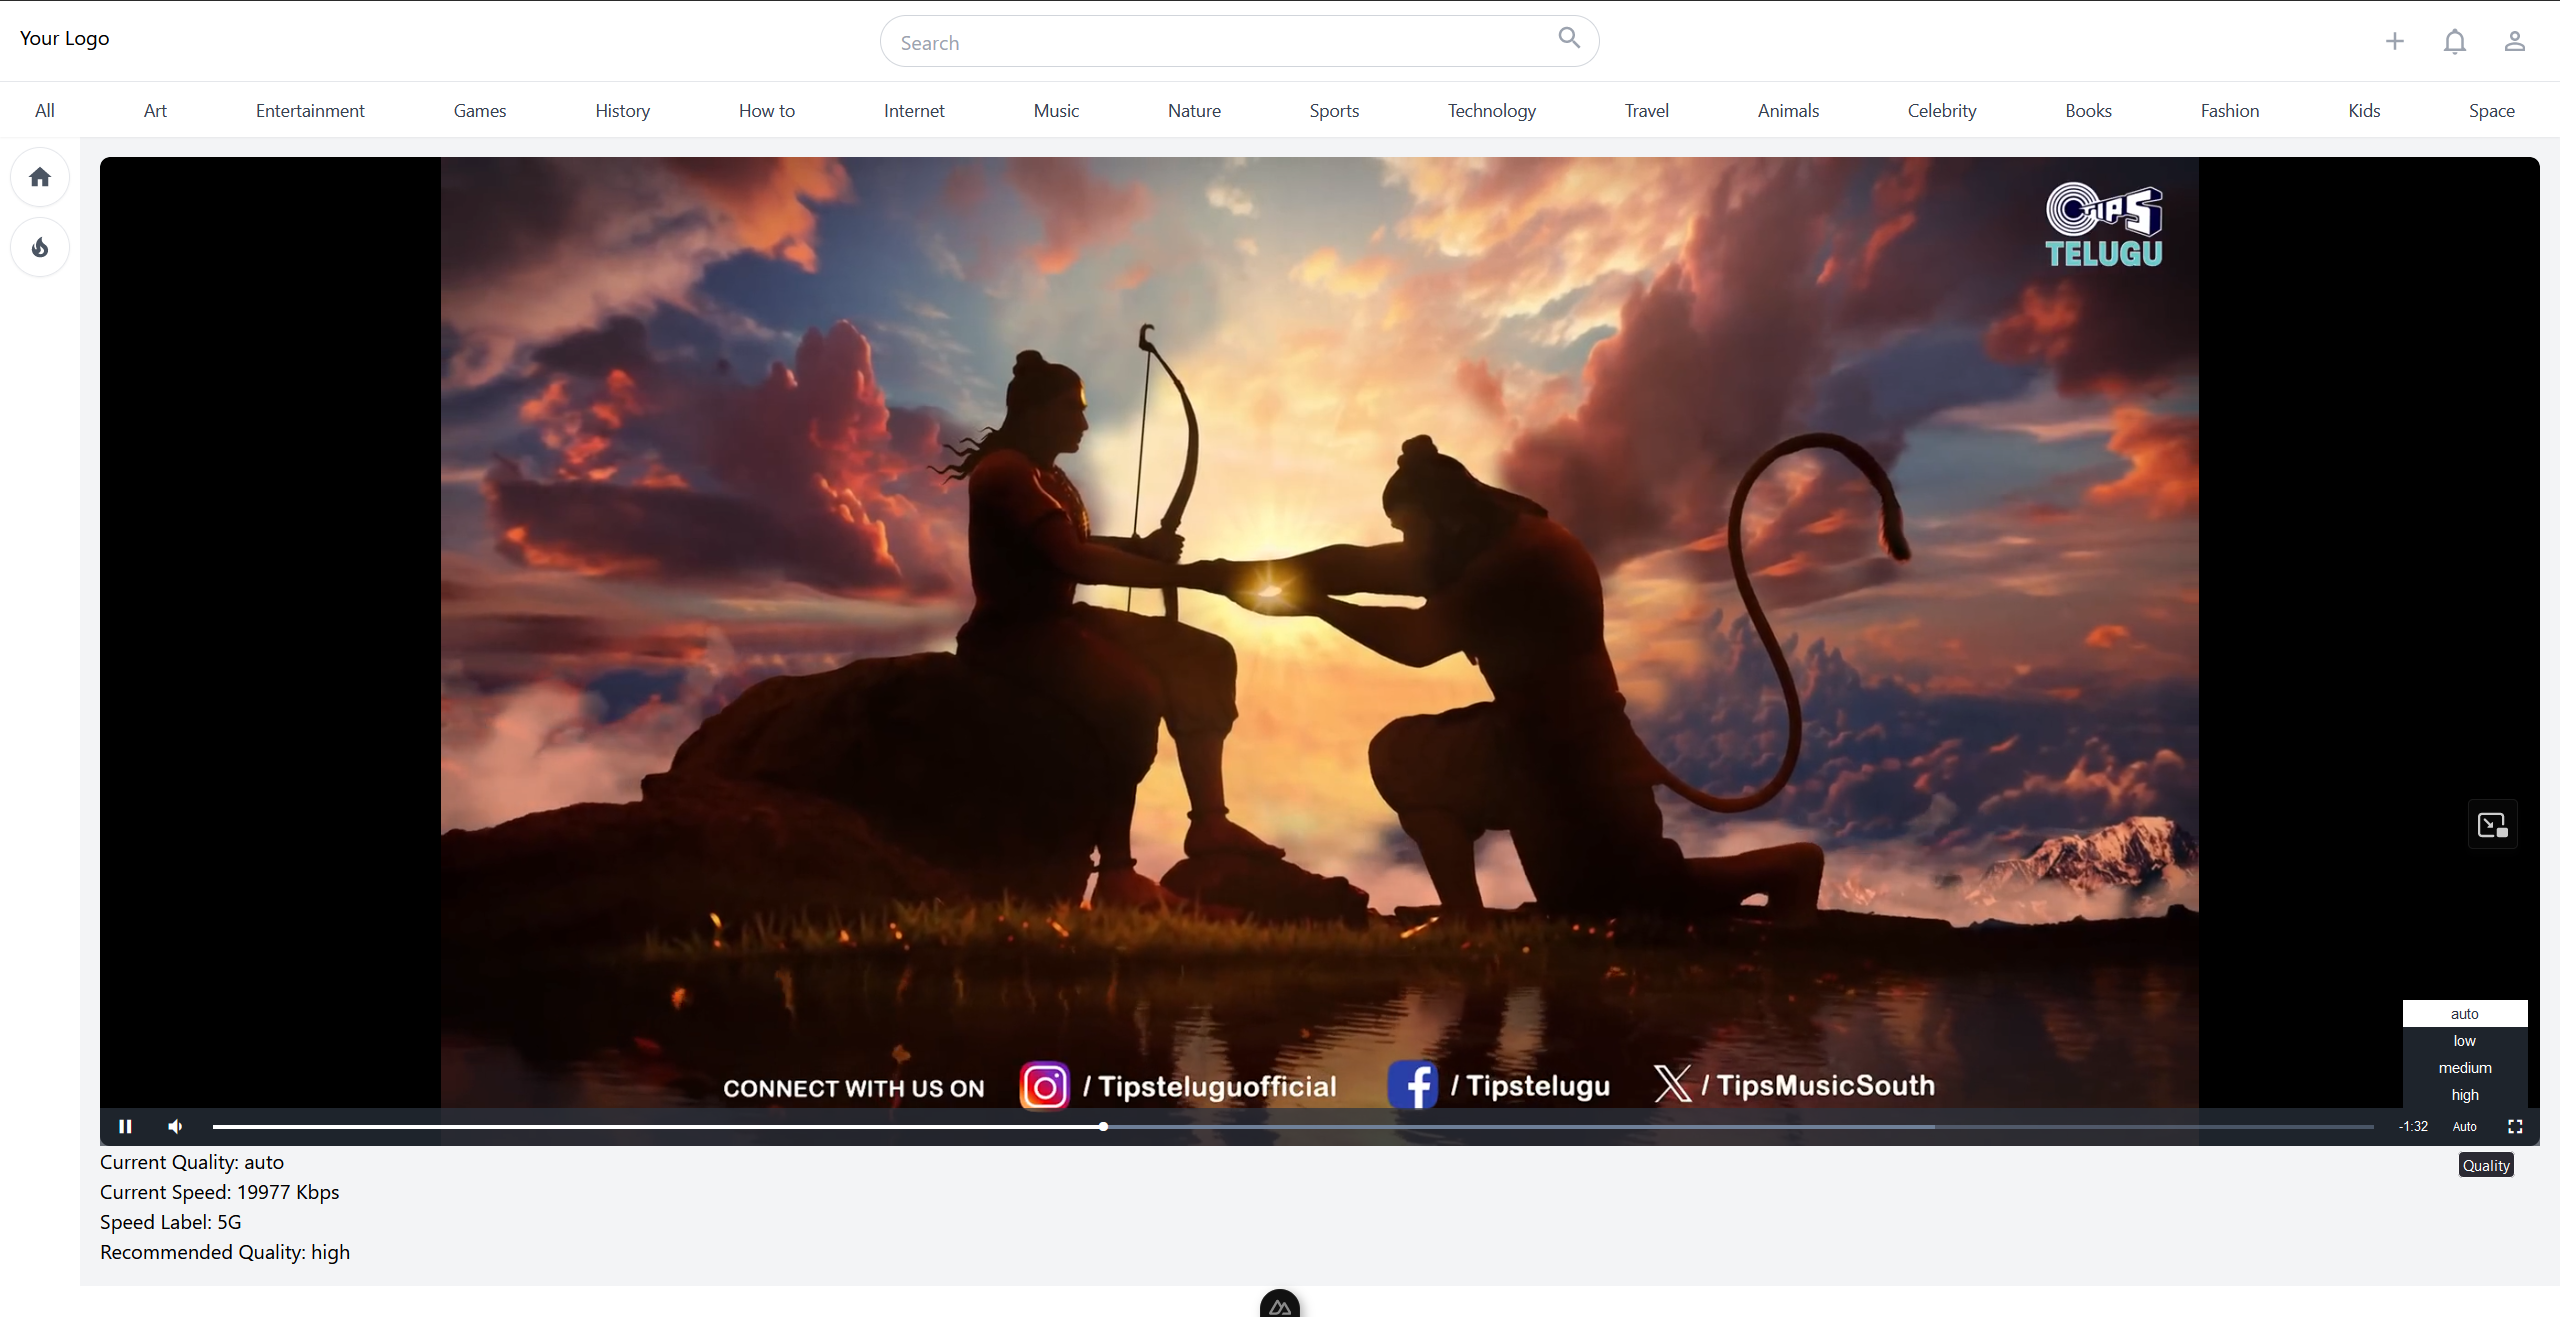 Your Logo
Search
All Art Entertainment Games History How to Internet Music Nature Sports Technology Travel Animals Celebrity Books Fashion Kids Space
TIPS
TELUGU
CONNECT WITH US ON / Tipsteluguofficial / Tipstelugu / TipsMusicSouth
auto
low
medium
high
-1:32 Auto
Quality
Current Quality: auto
Current Speed: 19977 Kbps
Speed Label: 5G
Recommended Quality: high